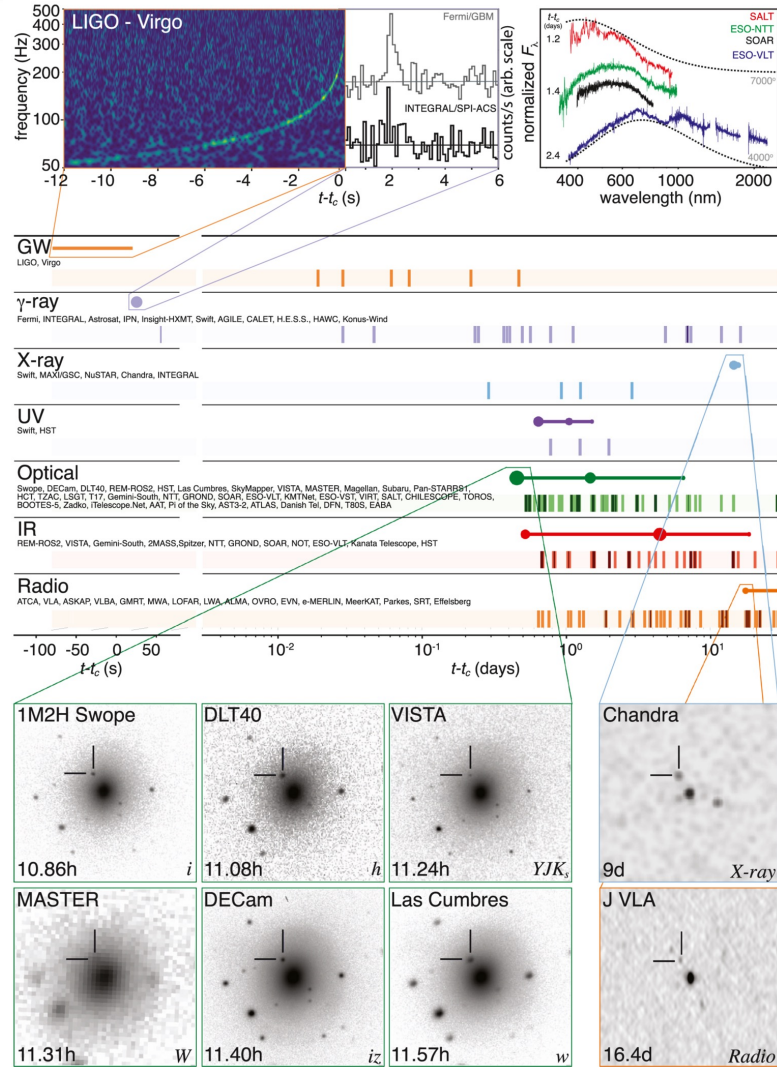 LIGO - Virgo
frequency (Hz)
500
400
300
200
100
50
-12 -10 -8 -6 -4 -2 0 2 4 6
t-tc (s)
Fermi/GBM
INTEGRAL/SPI-ACS
counts/s (arb. scale)
t-tc
(days)
1.2
1.4
2.4
SALT
ESO-NTT
SOAR
ESO-VLT
7000°
4000°
normalized Fλ
400 600 1000 2000
wavelength (nm)
GW
LIGO, Virgo
γ-ray
Fermi, INTEGRAL, Astrosat, IPN, Insight-HXMT, Swift, AGILE, CALET, H.E.S.S., HAWC, Konus-Wind
X-ray
Swift, MAXI/GSC, NuSTAR, Chandra, INTEGRAL
UV
Swift, HST
Optical
Swope, DECam, DLT40, REM-ROS2, HST, Las Cumbres, SkyMapper, VISTA, MASTER, Magellan, Subaru, Pan-STARRS1,
HCT, TZAC, LSGT, T17, Gemini-South, NTT, GROND, SOAR, ESO-VLT, KMTNet, ESO-VST, VIRT, SALT, CHILESCOPE, TOROS,
BOOTES-5, Zadko, iTelescope.Net, AAT, Pi of the Sky, AST3-2, ATLAS, Danish Tel, DFN, T80S, EABA
IR
REM-ROS2, VISTA, Gemini-South, 2MASS,Spitzer, NTT, GROND, SOAR, NOT, ESO-VLT, Kanata Telescope, HST
Radio
ATCA, VLA, ASKAP, VLBA, GMRT, MWA, LOFAR, LWA, ALMA, OVRO, EVN, e-MERLIN, MeerKAT, Parkes, SRT, Effelsberg
-100 -50 0 50
t-tc (s)
10⁻² 10⁻¹ 10⁰ 10¹
t-tc (days)
1M2H Swope
10.86h i
DLT40
11.08h h
VISTA
11.24h YJKs
Chandra
9d X-ray
MASTER
11.31h W
DECam
11.40h iz
Las Cumbres
11.57h w
J VLA
16.4d Radio